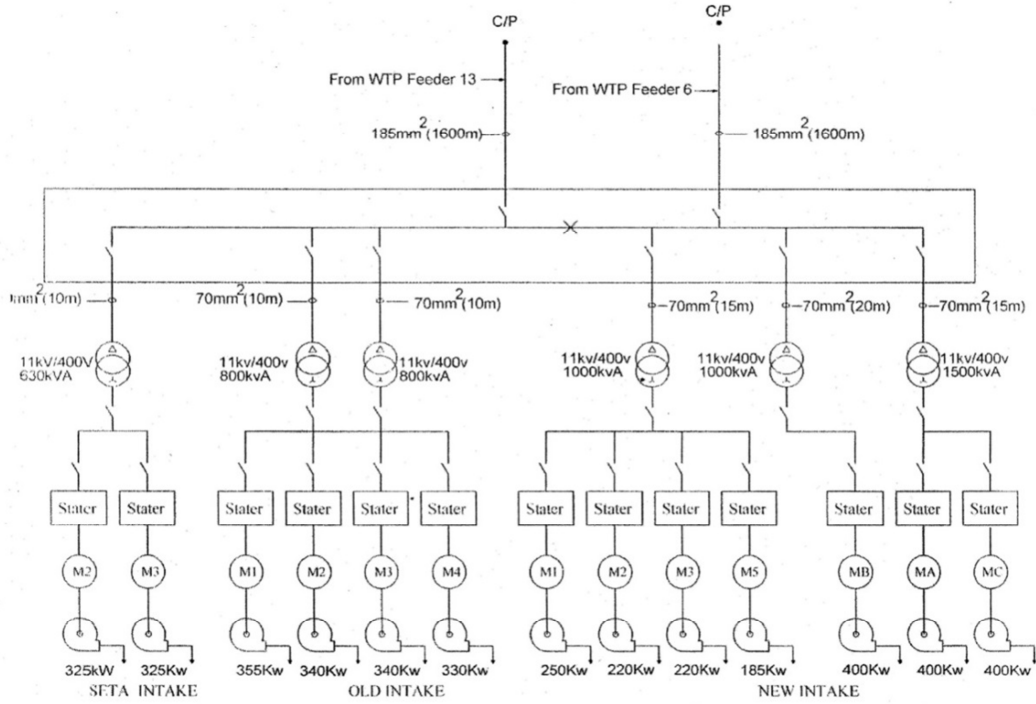 C/P
C/P
From WTP Feeder 13
From WTP Feeder 6
185mm² (1600m)
185mm² (1600m)
mm² (10m)
70mm² (10m)
70mm² (10m)
70mm² (15m)
70mm² (20m)
70mm² (15m)
11kV/400V
630kVA
11kv/400v
800kvA
11kv/400v
800kvA
11kv/400v
1000kvA
11kv/400v
1000kvA
11kv/400v
1500kvA
Stater
Stater
Stater
Stater
Stater
Stater
Stater
Stater
Stater
Stater
Stater
Stater
Stater
M2
M3
M1
M2
M3
M4
M1
M2
M3
M5
MB
MA
MC
325kW
325Kw
355Kw
340Kw
340Kw
330Kw
250Kw
220Kw
220Kw
185Kw
400Kw
400Kw
400Kw
SETA INTAKE
OLD INTAKE
NEW INTAKE